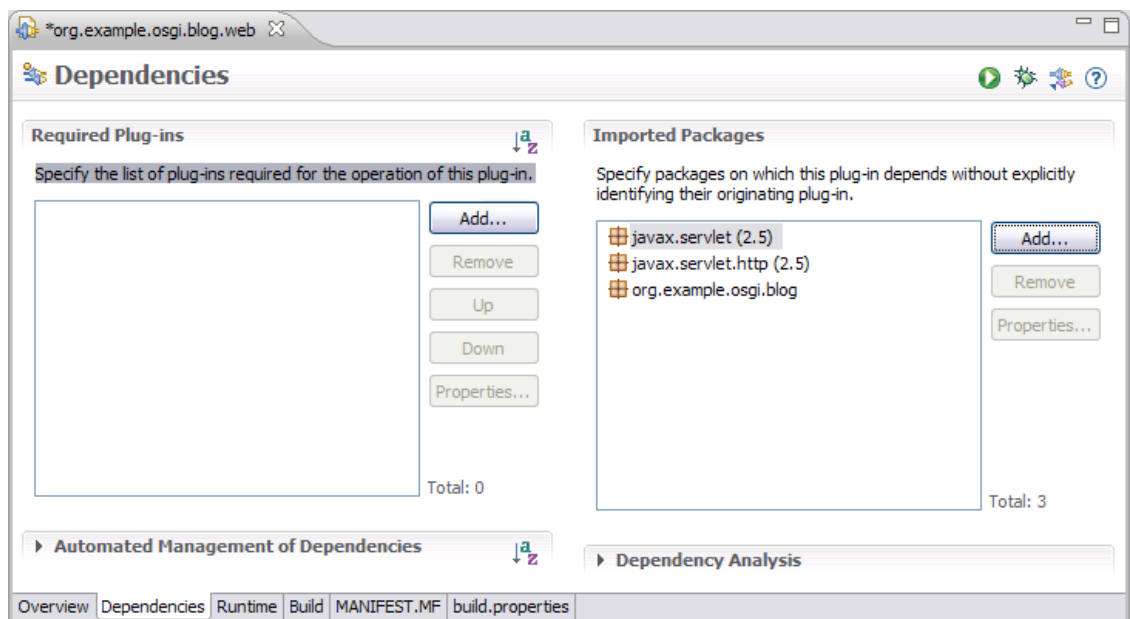 *org.example.osgi.blog.web
Dependencies
Required Plug-ins
a
z
Specify the list of plug-ins required for the operation of this plug-in.
Add...
Remove
Up
Down
Properties...
Total: 0
Automated Management of Dependencies
a
z
Imported Packages
Specify packages on which this plug-in depends without explicitly
identifying their originating plug-in.
javax.servlet (2.5)
javax.servlet.http (2.5)
org.example.osgi.blog
Add...
Remove
Properties...
Total: 3
Dependency Analysis
Overview Dependencies Runtime Build MANIFEST.MF build.properties